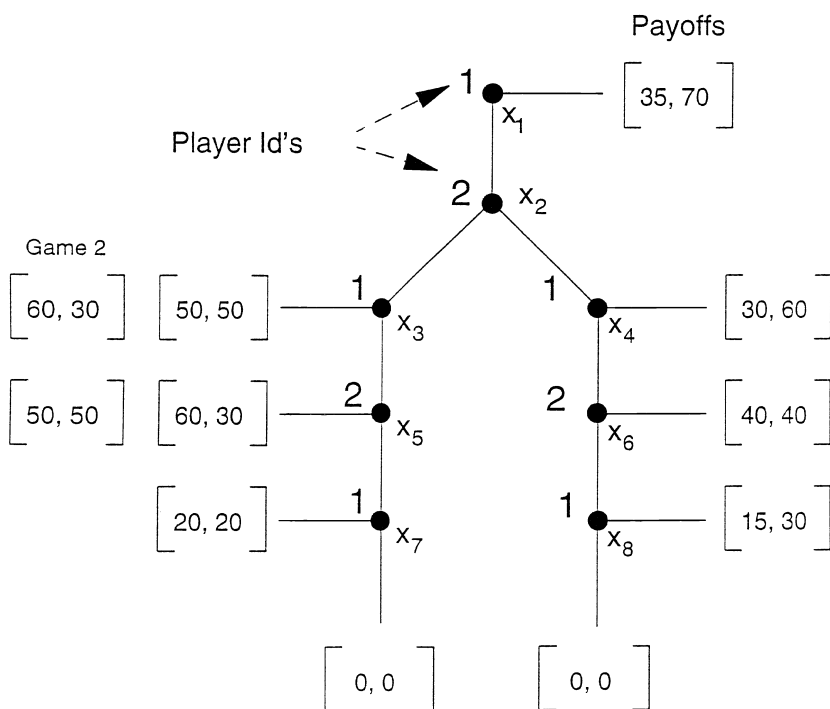 Payoffs
1
[35, 70]
x1
Player Id's
2
x2
Game 2
[60, 30]
[50, 50]
1
x3
1
x4
[30, 60]
[50, 50]
[60, 30]
2
x5
2
x6
[40, 40]
[20, 20]
1
x7
1
x8
[15, 30]
[0, 0]
[0, 0]